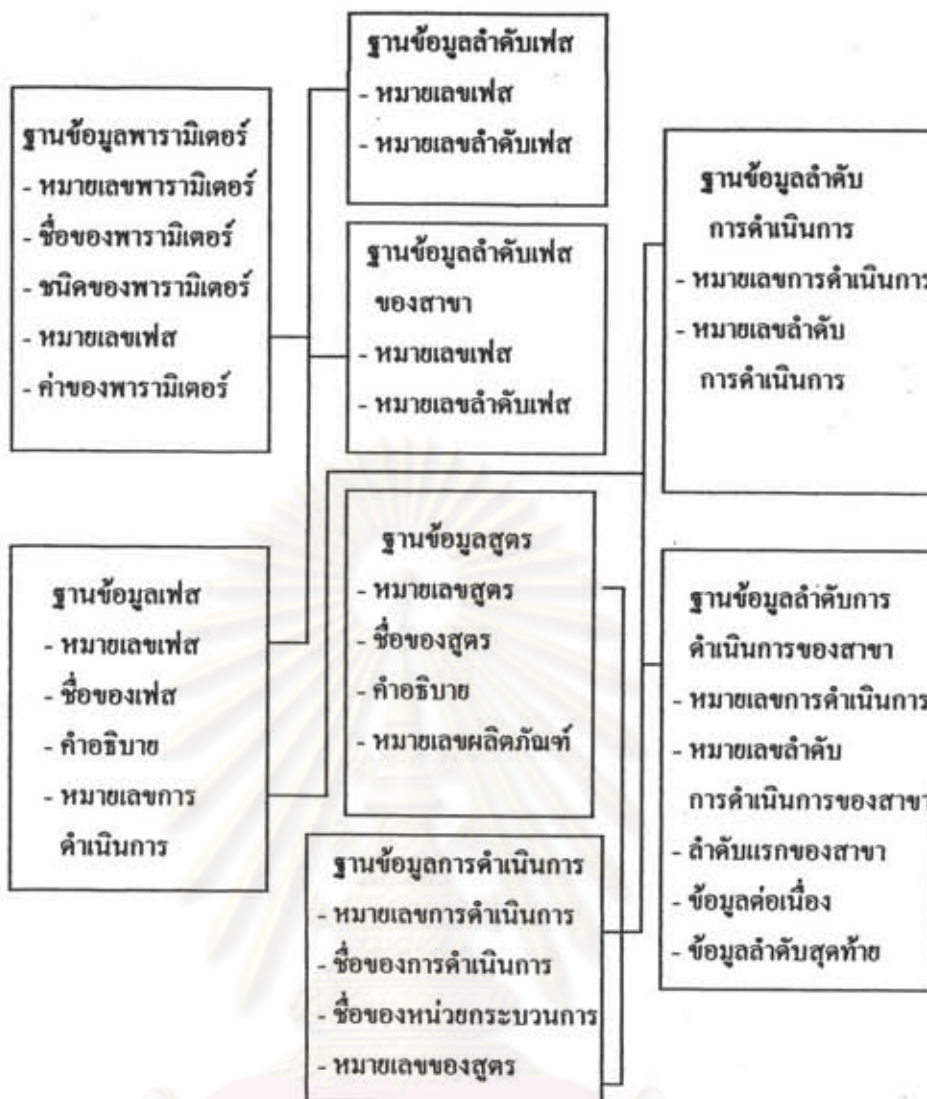 ฐานข้อมูลลำดับเฟส
- หมายเลขเฟส
- หมายเลขลำดับเฟส
ฐานข้อมูลพารามิเตอร์
- หมายเลขพารามิเตอร์
- ชื่อของพารามิเตอร์
- ชนิดของพารามิเตอร์
- หมายเลขเฟส
- ค่าของพารามิเตอร์
ฐานข้อมูลลำดับเฟส
ของสาขา
- หมายเลขเฟส
- หมายเลขลำดับเฟส
ฐานข้อมูลลำดับ
การดำเนินการ
- หมายเลขการดำเนินการ
- หมายเลขลำดับ
การดำเนินการ
ฐานข้อมูลเฟส
- หมายเลขเฟส
- ชื่อของเฟส
- คำอธิบาย
- หมายเลขการ
ดำเนินการ
ฐานข้อมูลสูตร
- หมายเลขสูตร
- ชื่อของสูตร
- คำอธิบาย
- หมายเลขผลิตภัณฑ์
ฐานข้อมูลลำดับการ
ดำเนินการของสาขา
- หมายเลขการดำเนินการ
- หมายเลขลำดับ
การดำเนินการของสาขา
- ลำดับแรกของสาขา
- ข้อมูลต่อเนื่อง
- ข้อมูลลำดับสุดท้าย
ฐานข้อมูลการดำเนินการ
- หมายเลขการดำเนินการ
- ชื่อของการดำเนินการ
- ชื่อของหน่วยกระบวนการ
- หมายเลขของสูตร